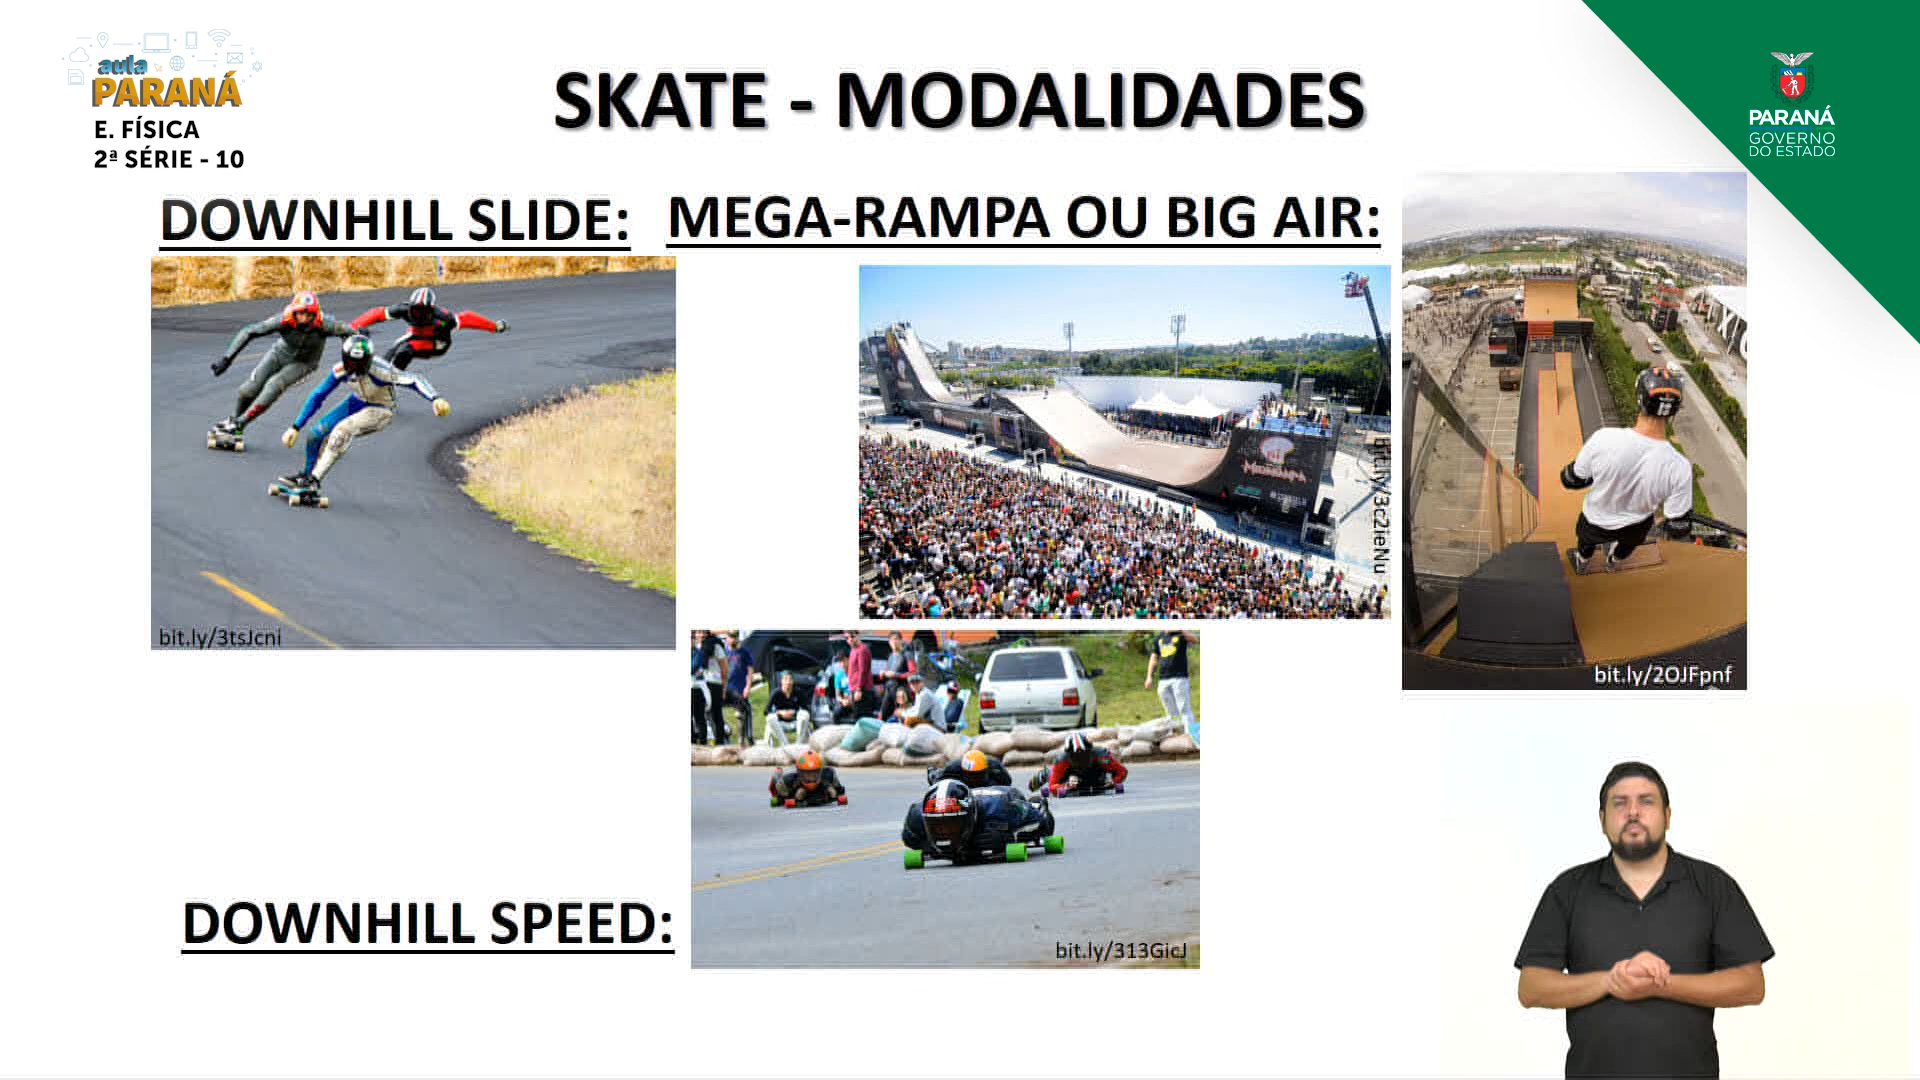 aula
PARANÁ
E. FÍSICA
2ª SÉRIE - 10
SKATE - MODALIDADES
PARANÁ
GOVERNO
DO ESTADO
DOWNHILL SLIDE:
MEGA-RAMPA OU BIG AIR:
bit.ly/3tsJcni
bit.ly/3c2ieNu
bit.ly/2OJFpnf
DOWNHILL SPEED:
bit.ly/313GicJ